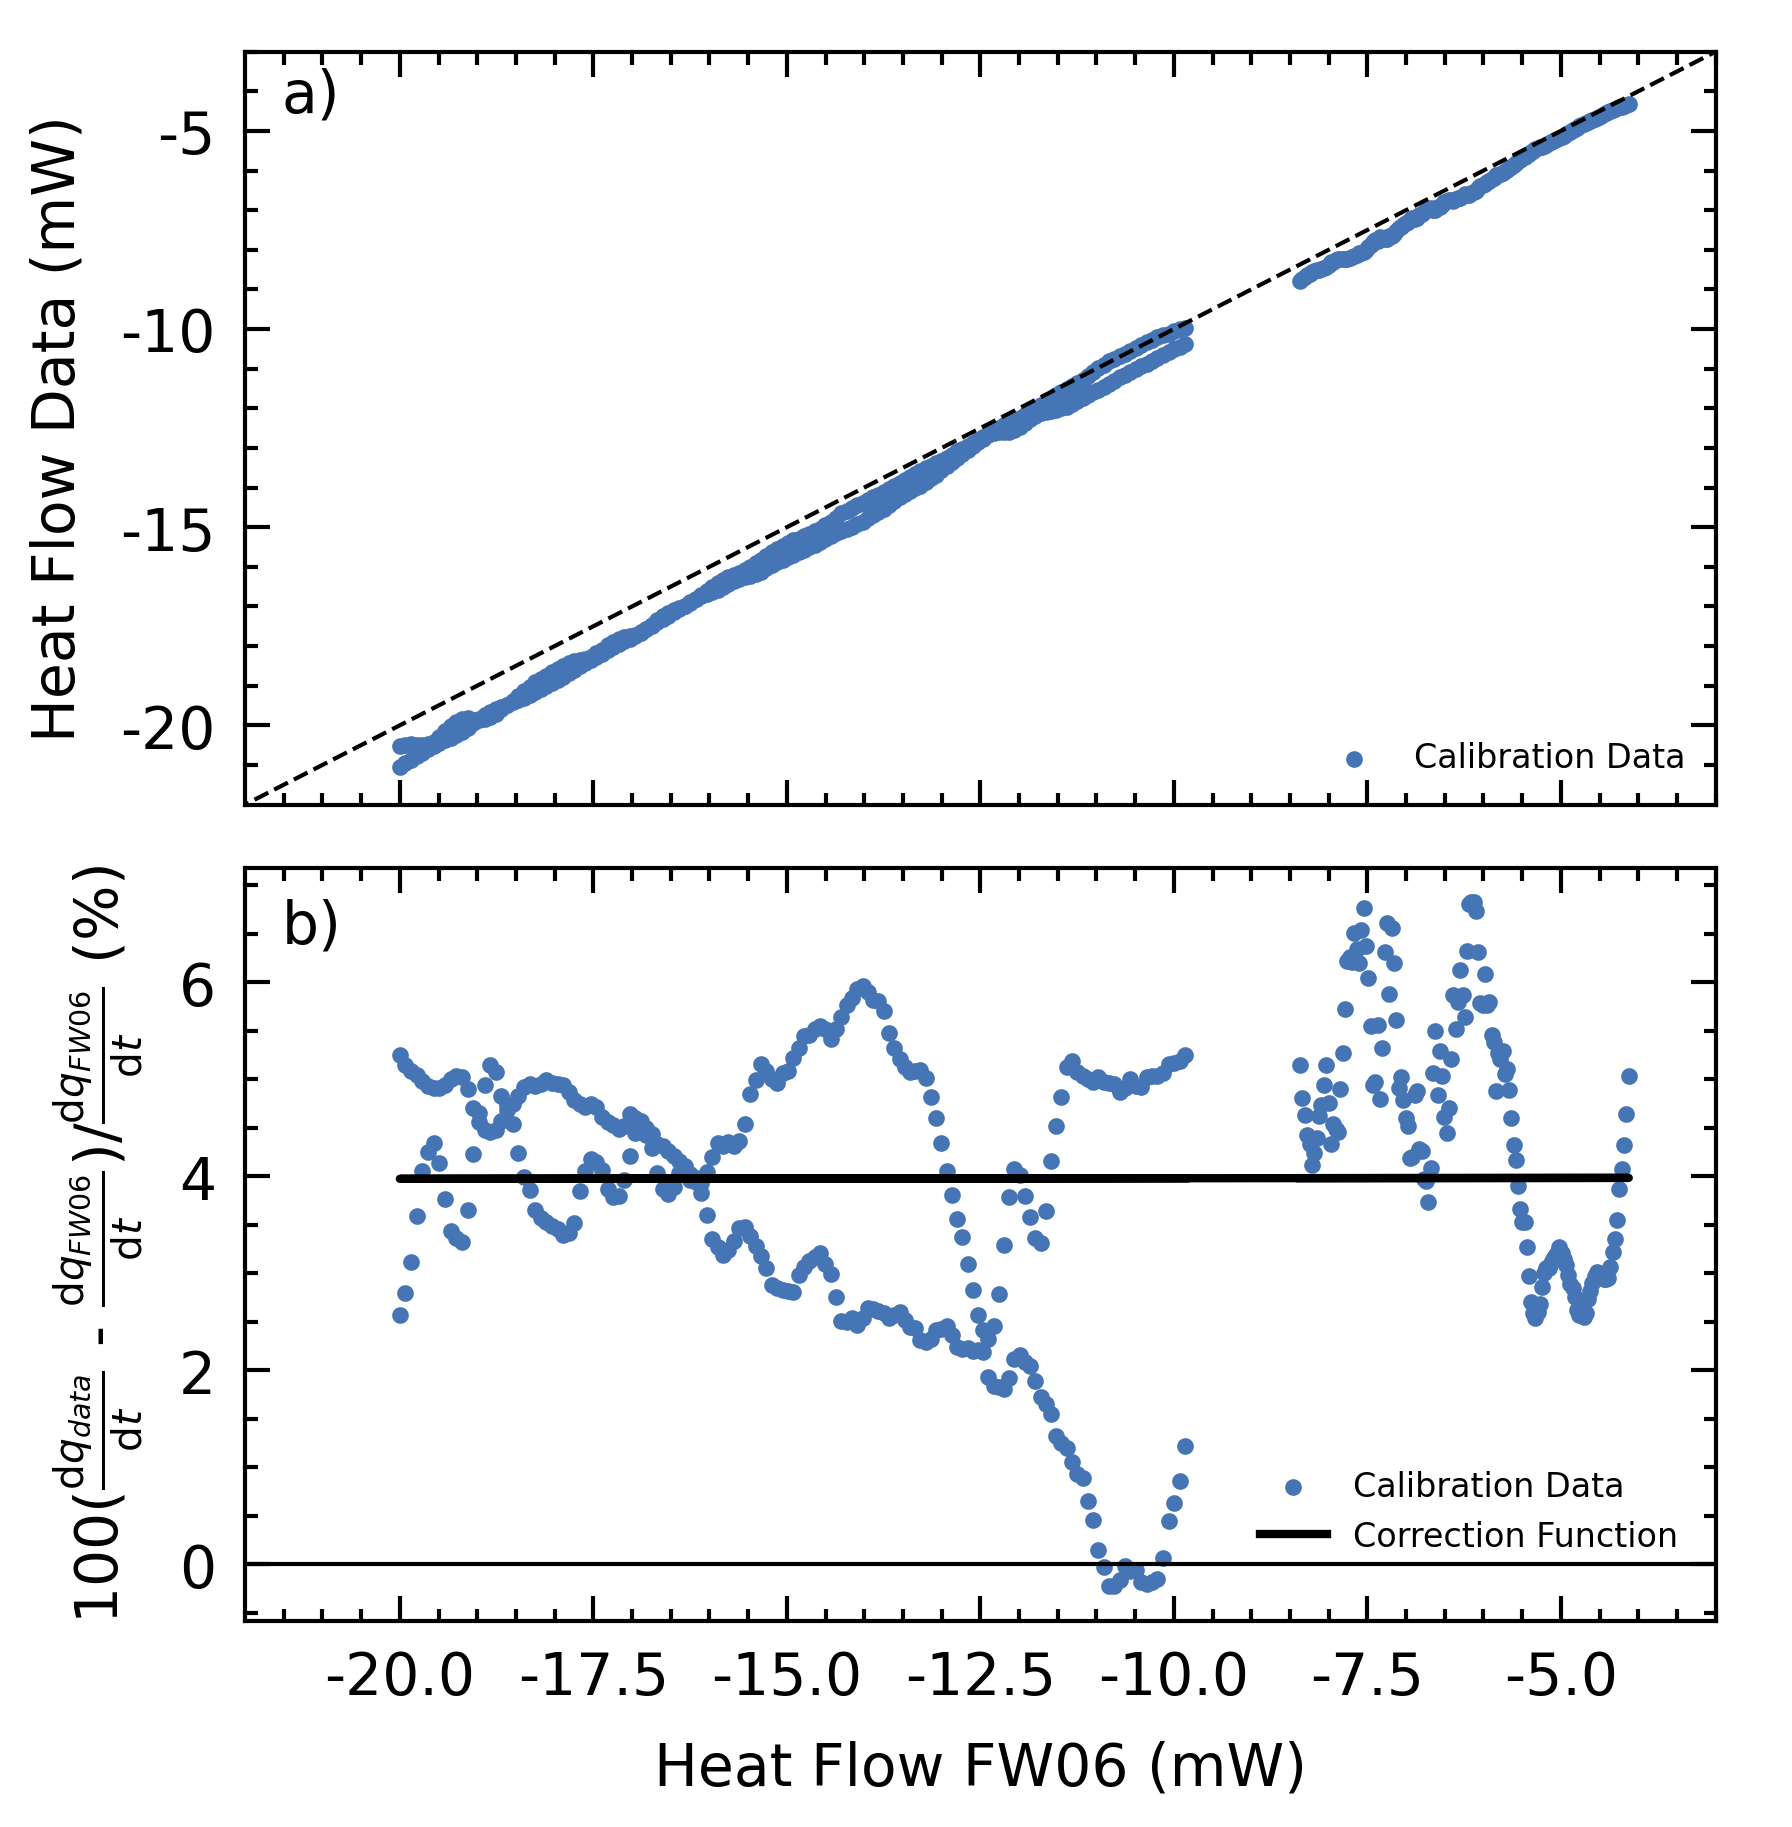 a)
Heat Flow Data (mW)
-5
-10
-15
-20
Calibration Data
b)
100(dq_data/dt - dq_FW06/dt)/dq_FW06/dt (%)
6
4
2
0
Calibration Data
Correction Function
-20.0 -17.5 -15.0 -12.5 -10.0 -7.5 -5.0
Heat Flow FW06 (mW)